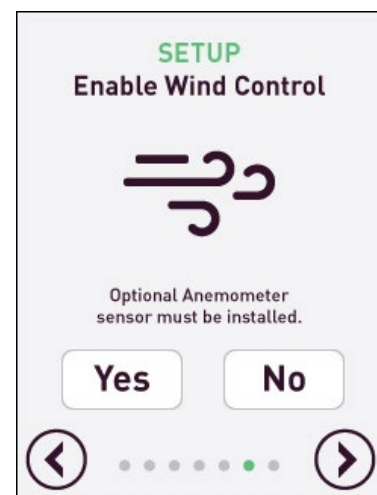 SETUP
Enable Wind Control
Optional Anemometer
sensor must be installed.
Yes No